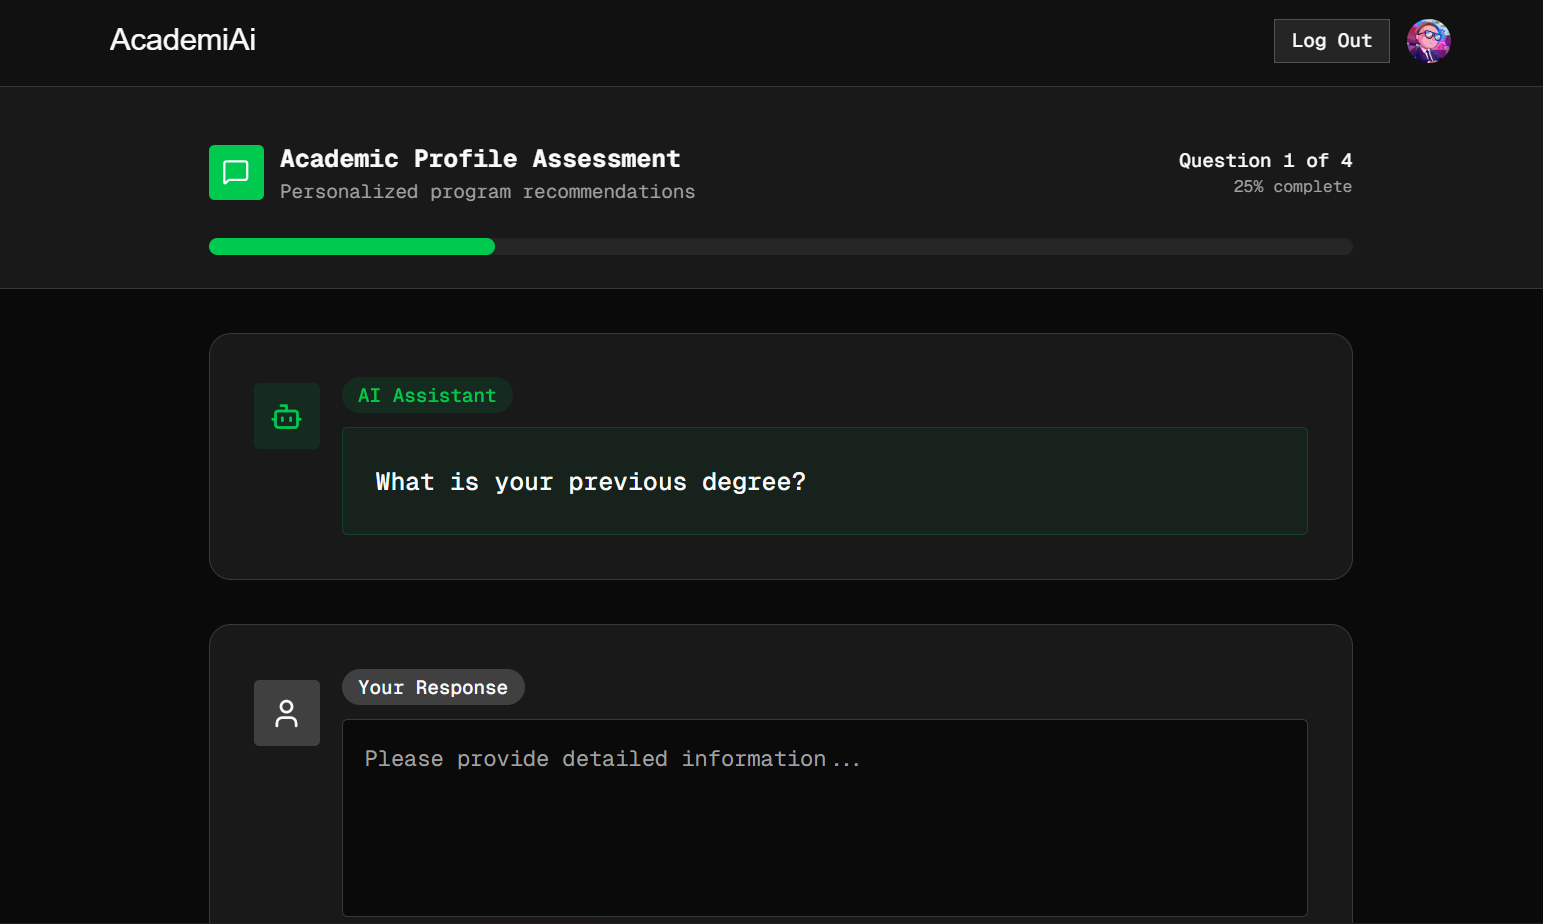 AcademiAi
Log Out
Academic Profile Assessment
Personalized program recommendations
Question 1 of 4
25% complete
AI Assistant
What is your previous degree?
Your Response
Please provide detailed information...